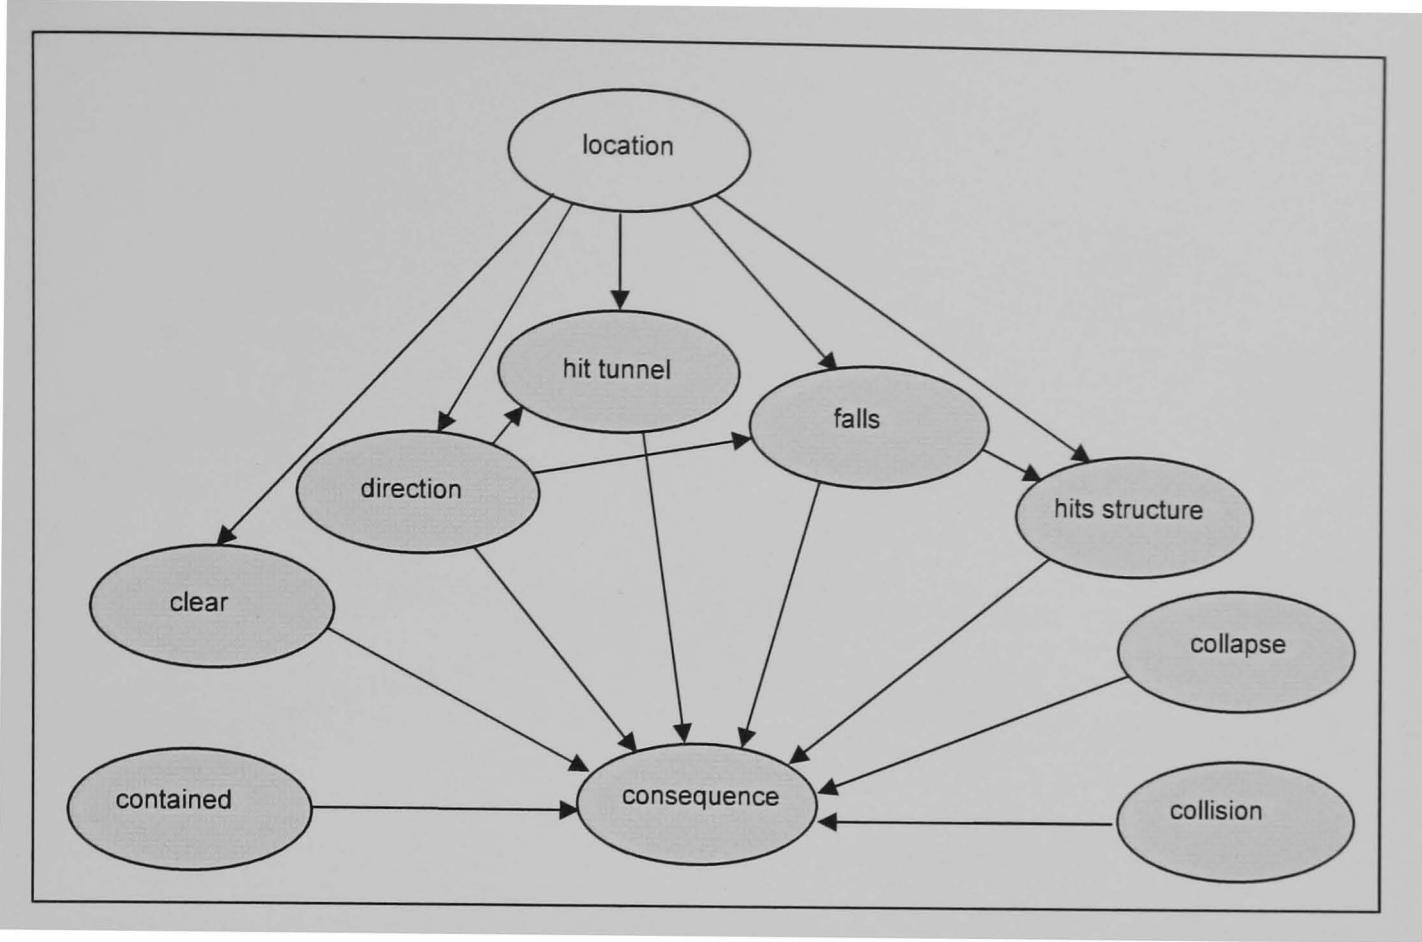 location
hit tunnel
falls
direction
hits structure
clear
collapse
contained
consequence
collision